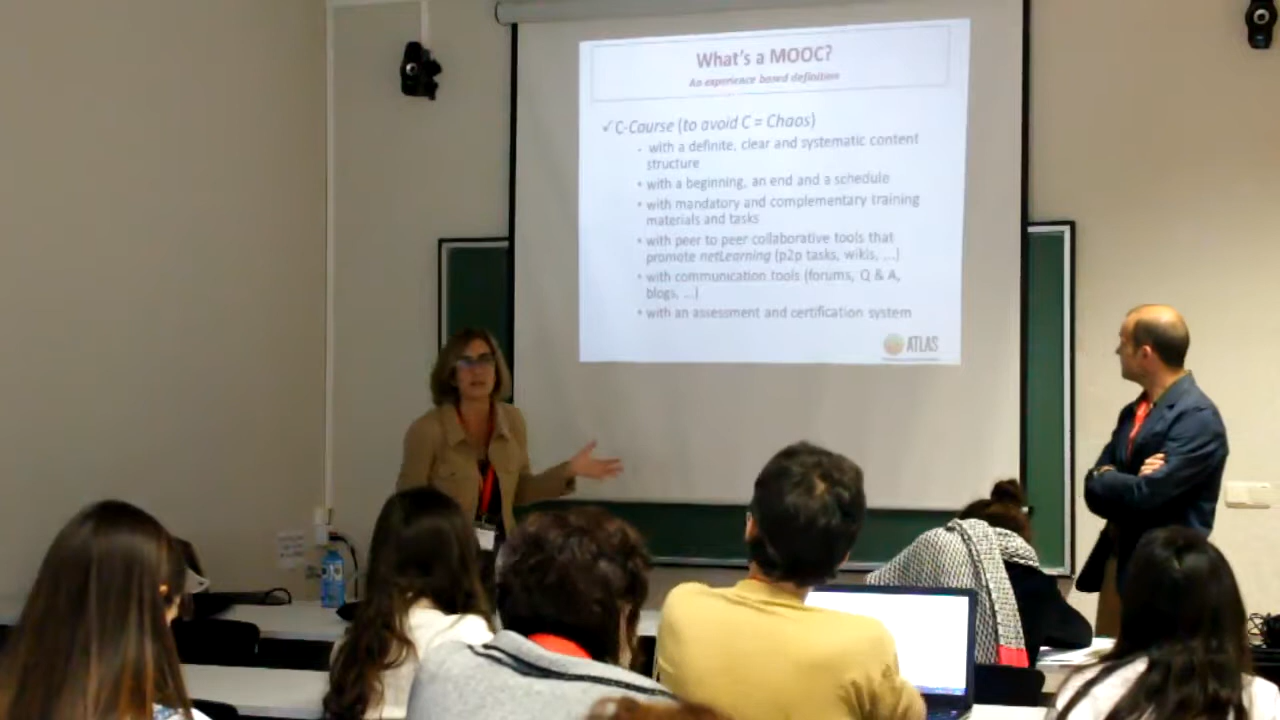 What's a MOOC?
An experience based definition
✓ C-Course (to avoid C = Chaos)
- with a definite, clear and systematic content
structure
• with a beginning, an end and a schedule
• with mandatory and complementary training
materials and tasks
• with peer to peer collaborative tools that
promote netLearning (p2p tasks, wikis, ...)
• with communication tools (forums, Q & A,
blogs, ...)
• with an assessment and certification system
ATLAS